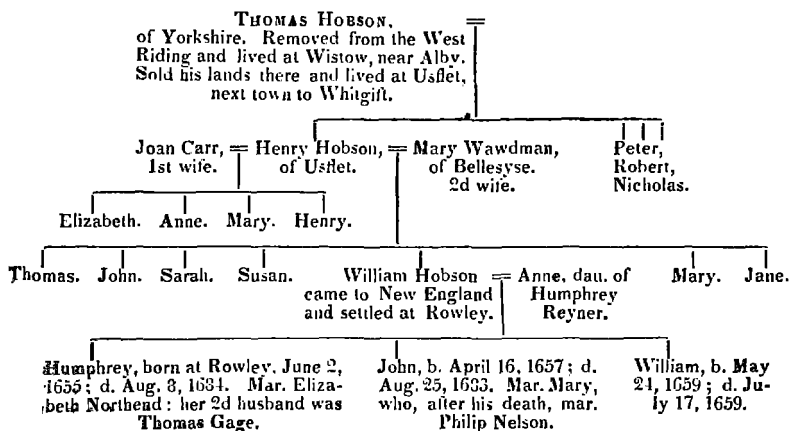 THOMAS HOBSON,
of Yorkshire. Removed from the West
Riding and lived at Wistow, near Alby.
Sold his lands there and lived at Usflet,
next town to Whitgift.
Joan Carr,
1st wife.
Henry Hobson,
of Usflet.
Mary Wawdman,
of Bellesyse.
2d wife.
Peter,
Robert,
Nicholas.
Elizabeth. Anne. Mary. Henry.
Thomas. John. Sarah. Susan.
William Hobson
came to New England
and settled at Rowley.
Anne, dau. of
Humphrey
Reyner.
Mary. Jane.
Humphrey, born at Rowley, June 2,
1655; d. Aug. 8, 1684. Mar. Eliza-
beth Northend: her 2d husband was
Thomas Gage.
John, b. April 16, 1657; d.
Aug. 25, 1683. Mar. Mary,
who, after his death, mar.
Philip Nelson.
William, b. May
24, 1659; d. Ju-
ly 17, 1659.